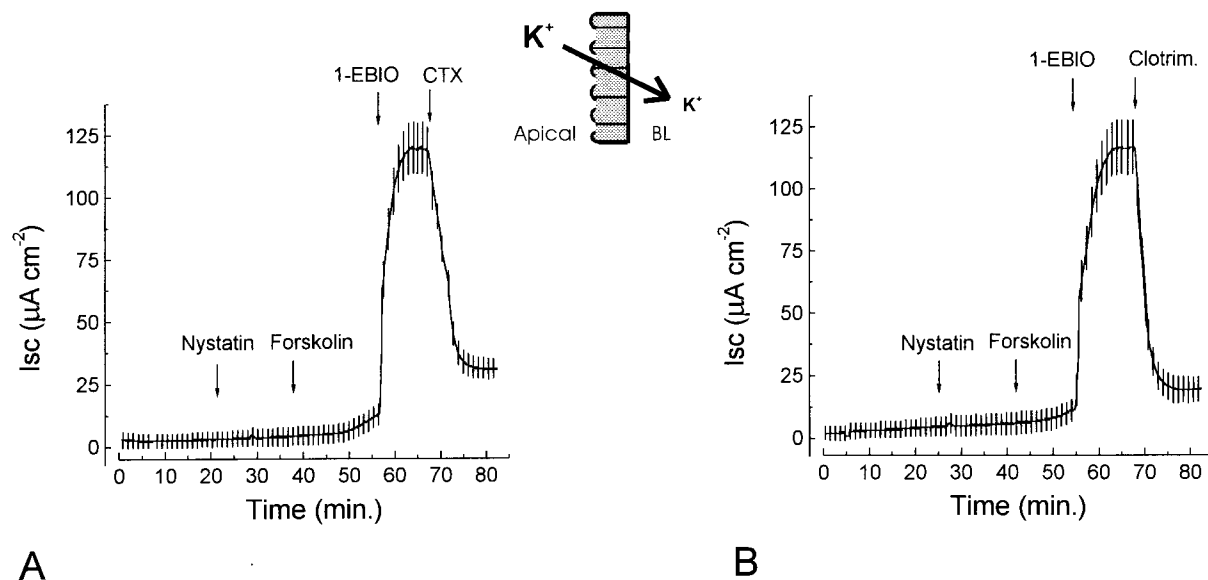 1-EBIO CTX
K+
Apical BL
K+
Isc (µA cm-2)
125
100
75
50
25
0
Nystatin Forskolin
0 10 20 30 40 50 60 70 80
Time (min.)
A
1-EBIO Clotrim.
Isc (µA cm-2)
125
100
75
50
25
0
Nystatin Forskolin
0 10 20 30 40 50 60 70 80
Time (min.)
B